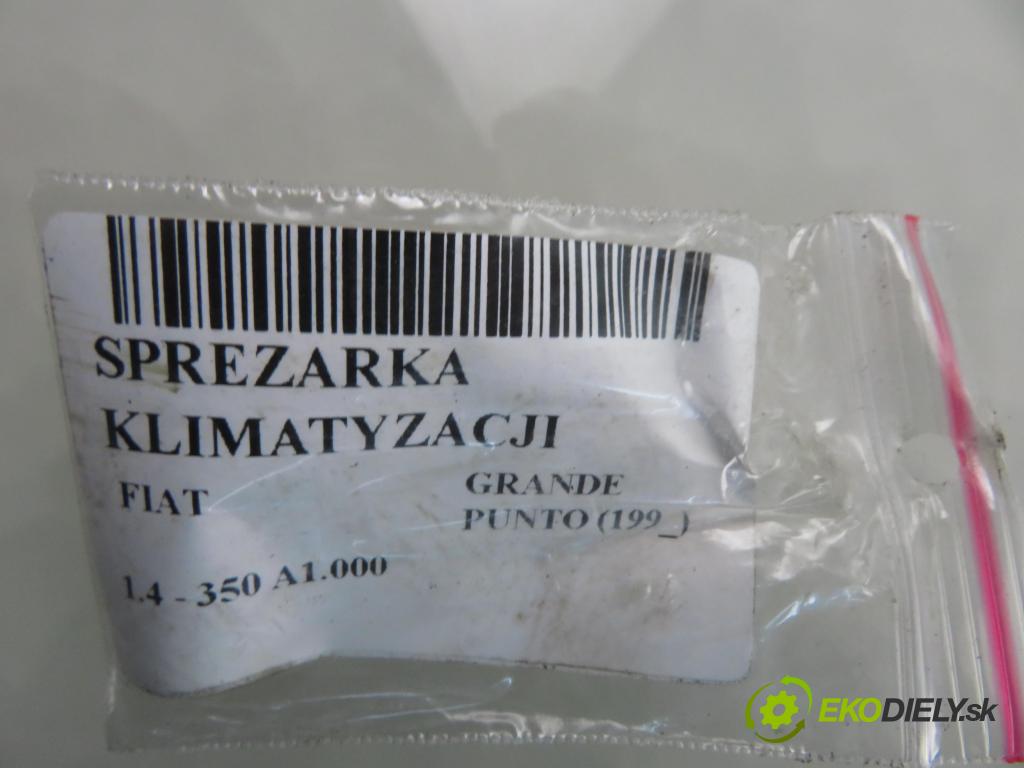 SPREZARKA
KLIMATYZACJI
FIAT
GRANDE
PUNTO (199_)
1.4 - 350 A1.000
EKODIELY.sk